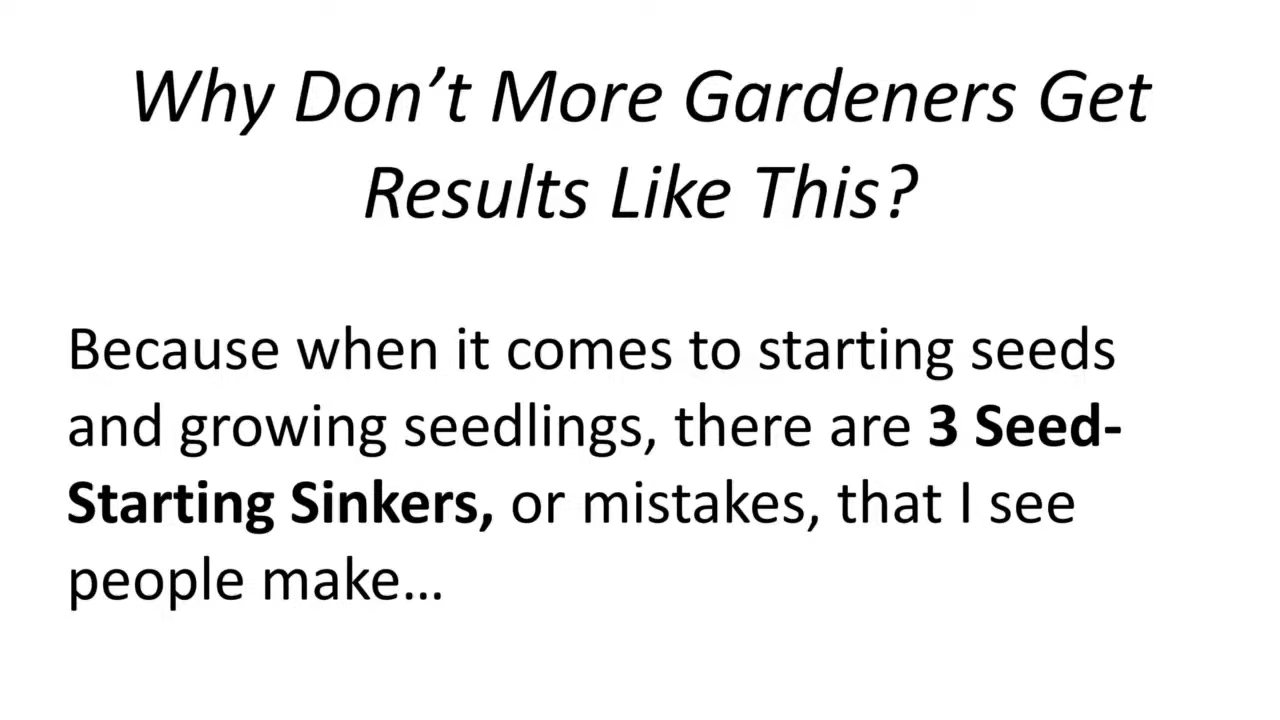 Why Don’t More Gardeners Get
Results Like This?
Because when it comes to starting seeds
and growing seedlings, there are 3 Seed-
Starting Sinkers, or mistakes, that I see
people make…